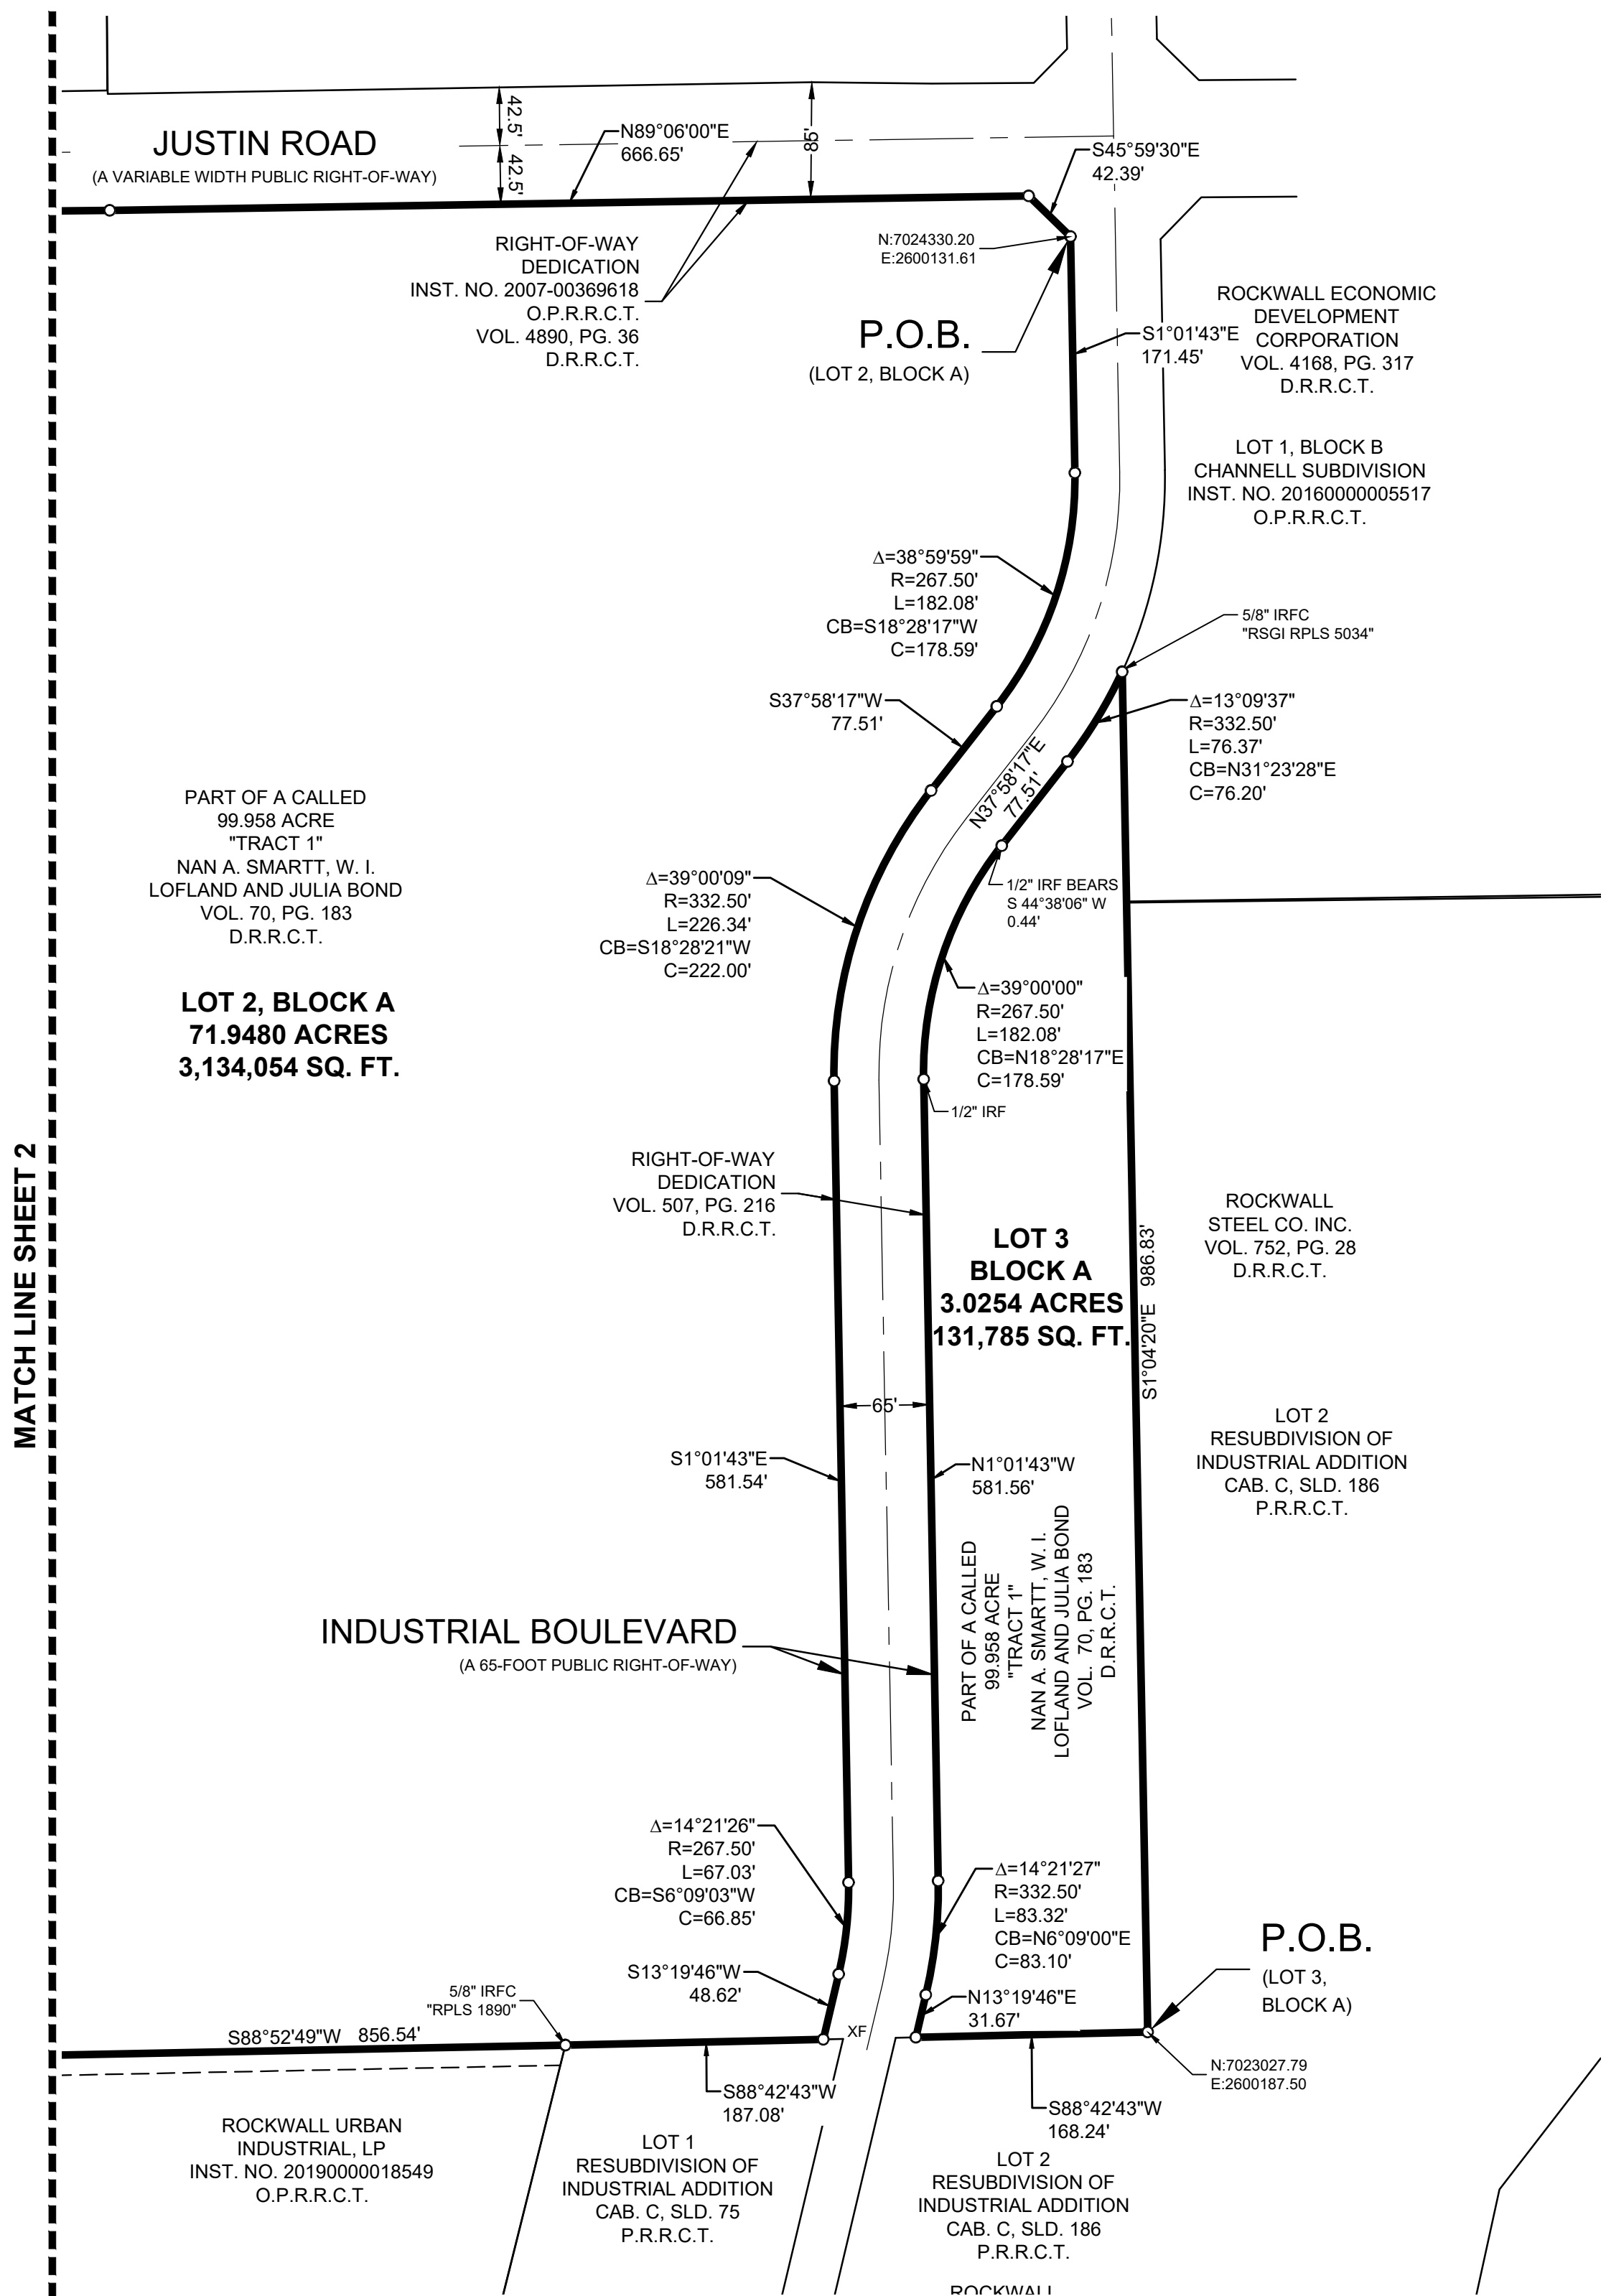 JUSTIN ROAD
(A VARIABLE WIDTH PUBLIC RIGHT-OF-WAY)
42.5'
42.5'
N89°06'00"E
666.65'
85'
S45°59'30"E
42.39'
RIGHT-OF-WAY
DEDICATION
INST. NO. 2007-00369618
O.P.R.R.C.T.
VOL. 4890, PG. 36
D.R.R.C.T.
N:7024330.20
E:2600131.61
P.O.B.
(LOT 2, BLOCK A)
S1°01'43"E
171.45'
ROCKWALL ECONOMIC
DEVELOPMENT
CORPORATION
VOL. 4168, PG. 317
D.R.R.C.T.
LOT 1, BLOCK B
CHANNELL SUBDIVISION
INST. NO. 20160000005517
O.P.R.R.C.T.
Δ=38°59'59"
R=267.50'
L=182.08'
CB=S18°28'17"W
C=178.59'
5/8" IRFC
"RSGI RPLS 5034"
S37°58'17"W
77.51'
Δ=13°09'37"
R=332.50'
L=76.37'
CB=N31°23'28"E
C=76.20'
N37°58'17"E
77.51'
PART OF A CALLED
99.958 ACRE
"TRACT 1"
NAN A. SMARTT, W. I.
LOFLAND AND JULIA BOND
VOL. 70, PG. 183
D.R.R.C.T.
Δ=39°00'09"
R=332.50'
L=226.34'
CB=S18°28'21"W
C=222.00'
1/2" IRF BEARS
S 44°38'06" W
0.44'
LOT 2, BLOCK A
71.9480 ACRES
3,134,054 SQ. FT.
Δ=39°00'00"
R=267.50'
L=182.08'
CB=N18°28'17"E
C=178.59'
1/2" IRF
MATCH LINE SHEET 2
RIGHT-OF-WAY
DEDICATION
VOL. 507, PG. 216
D.R.R.C.T.
LOT 3
BLOCK A
3.0254 ACRES
131,785 SQ. FT.
S1°04'20"E 986.83'
ROCKWALL
STEEL CO. INC.
VOL. 752, PG. 28
D.R.R.C.T.
65'
S1°01'43"E
581.54'
N1°01'43"W
581.56'
LOT 2
RESUBDIVISION OF
INDUSTRIAL ADDITION
CAB. C, SLD. 186
P.R.R.C.T.
PART OF A CALLED
99.958 ACRE
"TRACT 1"
NAN A. SMARTT, W. I.
LOFLAND AND JULIA BOND
VOL. 70, PG. 183
D.R.R.C.T.
INDUSTRIAL BOULEVARD
(A 65-FOOT PUBLIC RIGHT-OF-WAY)
Δ=14°21'26"
R=267.50'
L=67.03'
CB=S6°09'03"W
C=66.85'
Δ=14°21'27"
R=332.50'
L=83.32'
CB=N6°09'00"E
C=83.10'
P.O.B.
(LOT 3,
BLOCK A)
S13°19'46"W
48.62'
N13°19'46"E
31.67'
5/8" IRFC
"RPLS 1890"
S88°52'49"W 856.54'
XF
N:7023027.79
E:2600187.50
S88°42'43"W
187.08'
S88°42'43"W
168.24'
ROCKWALL URBAN
INDUSTRIAL, LP
INST. NO. 20190000018549
O.P.R.R.C.T.
LOT 1
RESUBDIVISION OF
INDUSTRIAL ADDITION
CAB. C, SLD. 75
P.R.R.C.T.
LOT 2
RESUBDIVISION OF
INDUSTRIAL ADDITION
CAB. C, SLD. 186
P.R.R.C.T.
ROCKWALL